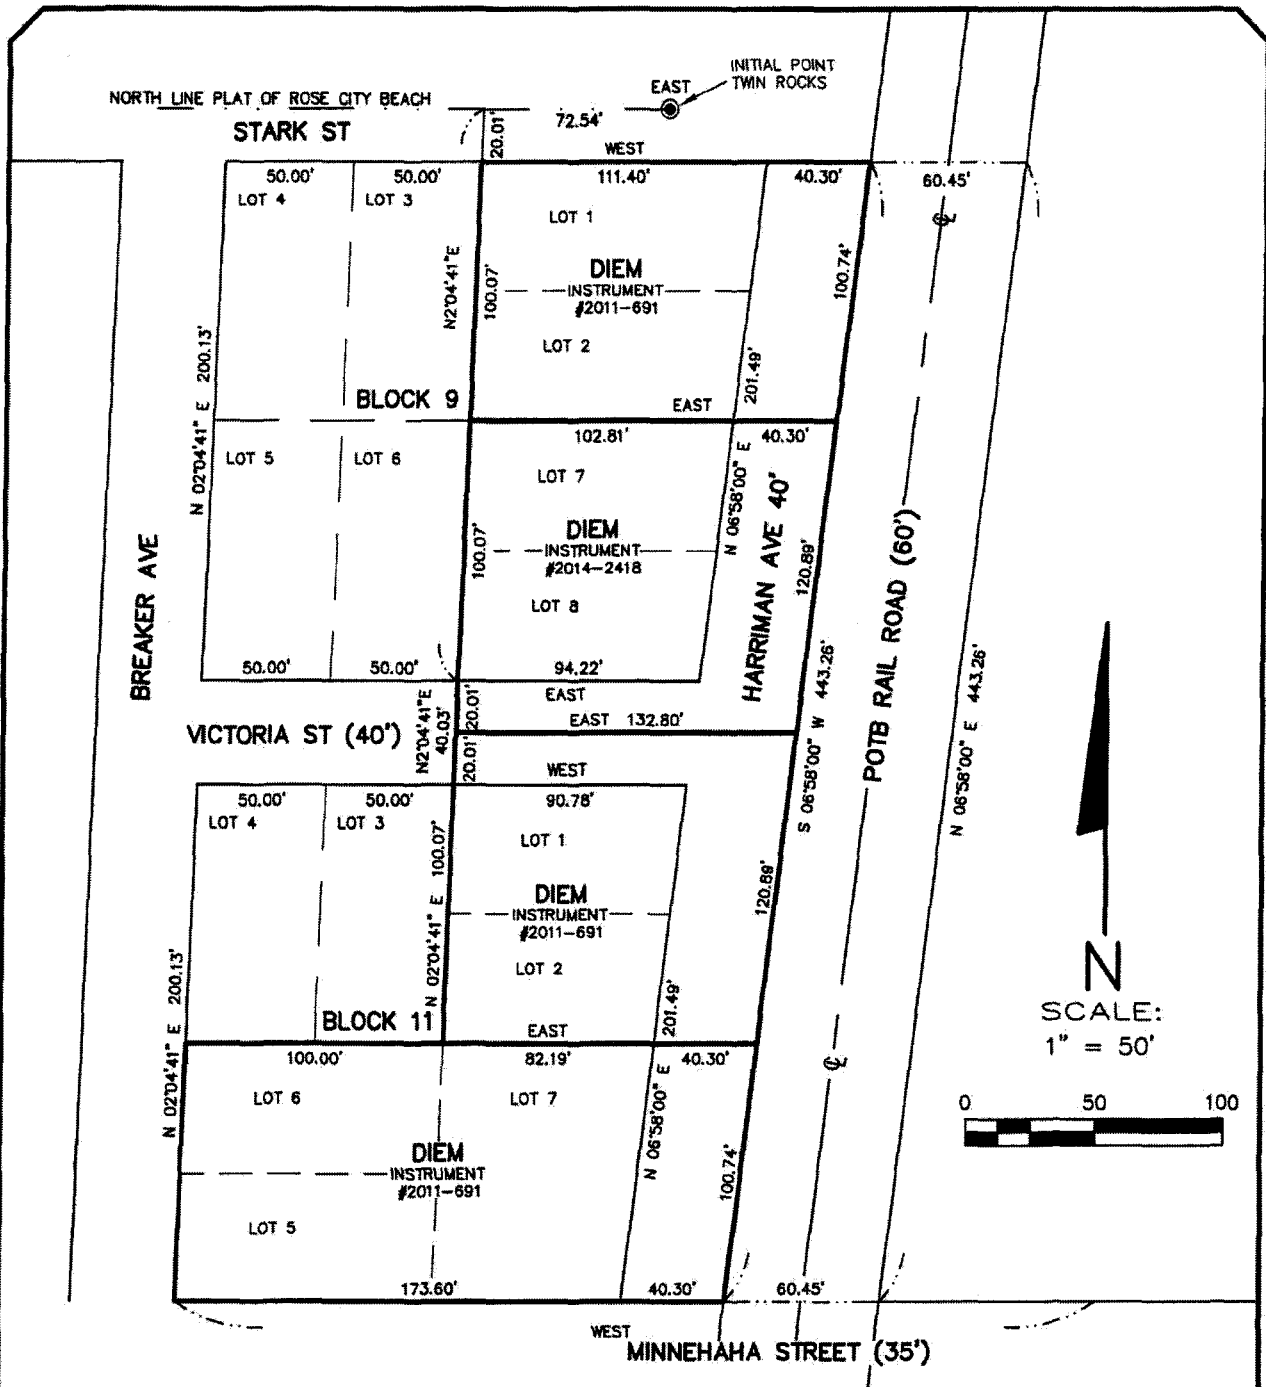 INITIAL POINT
TWIN ROCKS
EAST
NORTH LINE PLAT OF ROSE CITY BEACH
72.54'
STARK ST
20.01'
WEST
50.00'
50.00'
111.40'
40.30'
60.45'
LOT 4
LOT 3
LOT 1
℄
N2°04'41"E
100.07'
DIEM
INSTRUMENT
#2011-691
100.74'
LOT 2
N 02°04'41" E 200.13'
201.49'
BLOCK 9
EAST
102.81'
40.30'
LOT 5
LOT 6
LOT 7
N 06°58'00" E
HARRIMAN AVE 40'
100.07'
DIEM
INSTRUMENT
#2014-2418
120.89'
POTB RAIL ROAD (60')
LOT 8
BREAKER AVE
50.00'
50.00'
94.22'
EAST
S 06°58'00" W 443.26'
N 06°58'00" E 443.26'
N2°04'41"E
40.03'
20.01'
EAST 132.80'
VICTORIA ST (40')
20.01'
WEST
50.00'
50.00'
90.78'
LOT 4
LOT 3
LOT 1
N 02°04'41" E 100.07'
DIEM
INSTRUMENT
#2011-691
120.89'
LOT 2
N 02°04'41" E 200.13'
201.49'
BLOCK 11
EAST
100.00'
82.19'
40.30'
℄
LOT 6
LOT 7
N 06°58'00" E
DIEM
INSTRUMENT
#2011-691
100.74'
LOT 5
173.60'
40.30'
60.45'
WEST
MINNEHAHA STREET (35')
N
SCALE:
1" = 50'
0 50 100